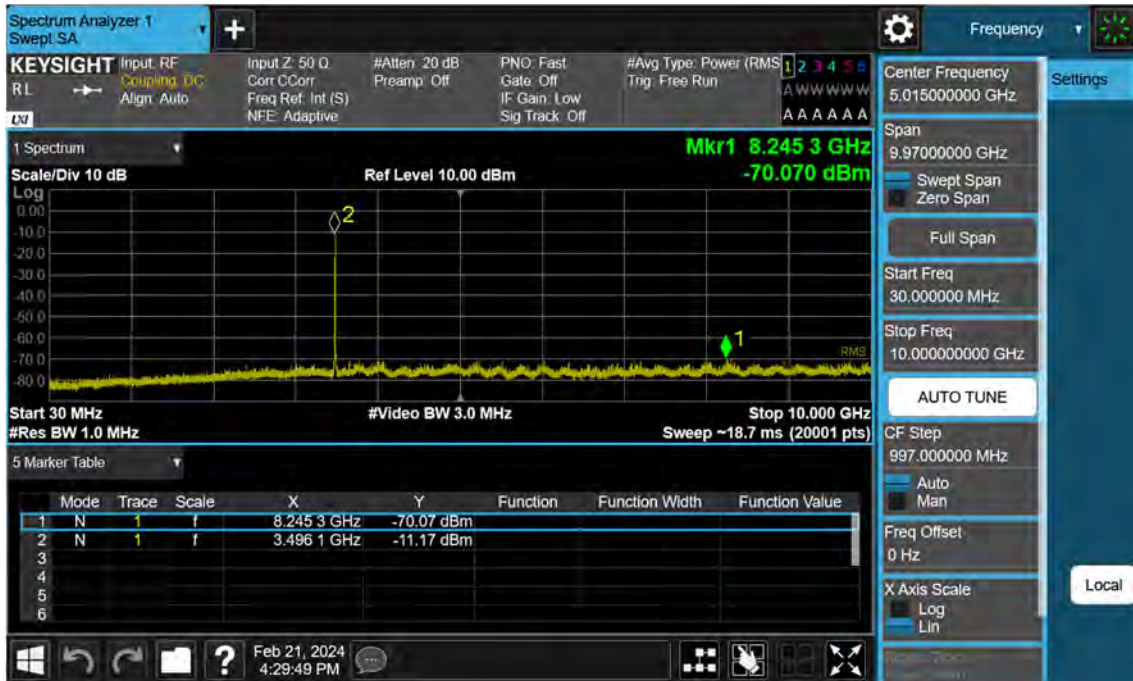 Spectrum Analyzer 1
Swept SA
+
Frequency
KEYSIGHT
RL
LXI
Input: RF
Coupling: DC
Align: Auto
Input Z: 50 Ω
Corr CCorr
Freq Ref: Int (S)
NFE: Adaptive
#Atten: 20 dB
Preamp: Off
PNO: Fast
Gate: Off
IF Gain: Low
Sig Track: Off
#Avg Type: Power (RMS
Trig: Free Run
1 2 3 4 5 6
A W W W W W
A A A A A A
Center Frequency
5.015000000 GHz
Settings
Span
9.97000000 GHz
Swept Span
Zero Span
Full Span
Start Freq
30.000000 MHz
Stop Freq
10.000000000 GHz
AUTO TUNE
CF Step
997.000000 MHz
Auto
Man
Freq Offset
0 Hz
X Axis Scale
Log
Lin
Local
1 Spectrum
Mkr1 8.245 3 GHz
-70.070 dBm
Scale/Div 10 dB
Ref Level 10.00 dBm
Log
0.00
-10.0
-20.0
-30.0
-40.0
-50.0
-60.0
-70.0
-80.0
2
1
RMS
Start 30 MHz
#Video BW 3.0 MHz
Stop 10.000 GHz
#Res BW 1.0 MHz
Sweep ~18.7 ms (20001 pts)
5 Marker Table
Mode Trace Scale X Y Function Function Width Function Value
1 N 1 f 8.245 3 GHz -70.07 dBm
2 N 1 f 3.496 1 GHz -11.17 dBm
3
4
5
6
?
Feb 21, 2024
4:29:49 PM